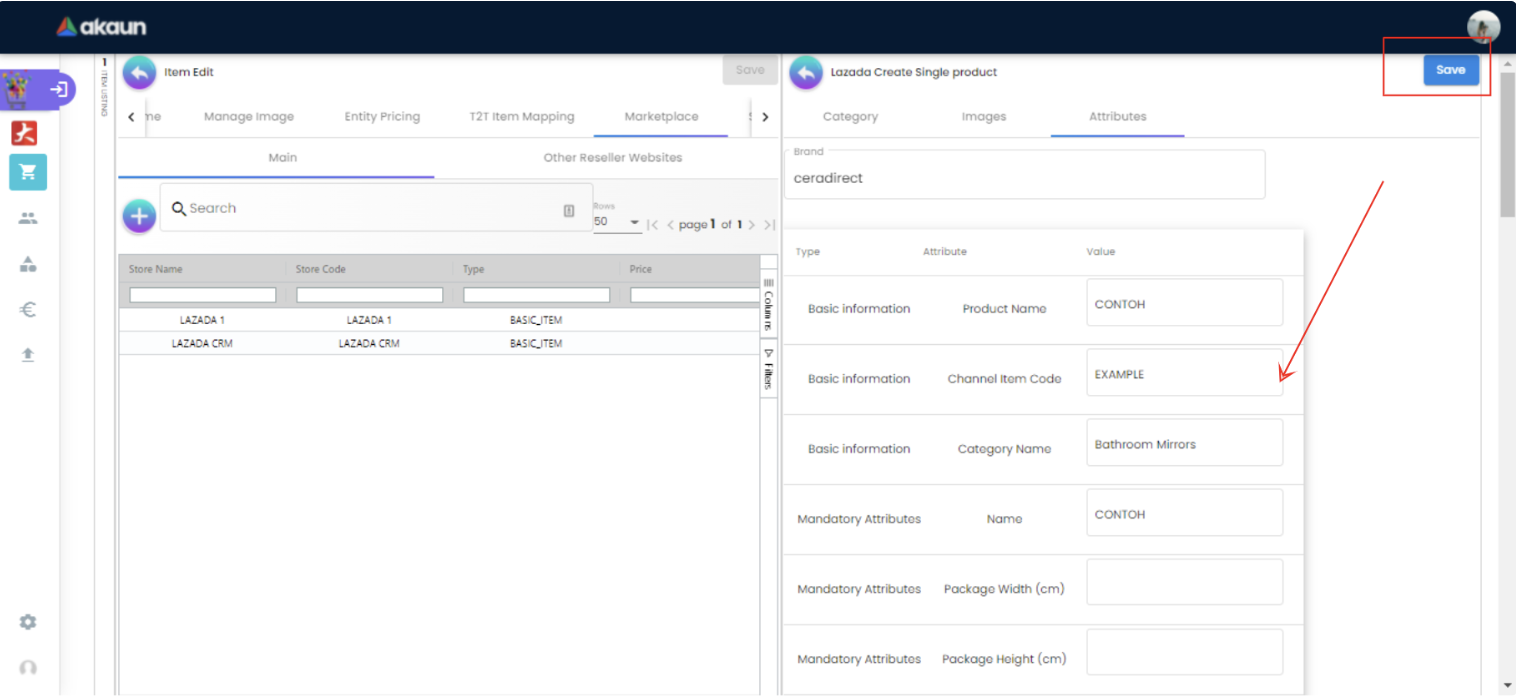 akaun
1 ITEM LISTING
Item Edit
Save
me Manage Image Entity Pricing T2T Item Mapping Marketplace
Main Other Reseller Websites
Search
Rows
50
page 1 of 1
Store Name Store Code Type Price
LAZADA 1 LAZADA 1 BASIC_ITEM
LAZADA CRM LAZADA CRM BASIC_ITEM
Columns
Filters
Lazada Create Single product
Save
Category Images Attributes
Brand
ceradirect
Type Attribute Value
Basic information Product Name CONTOH
Basic information Channel Item Code EXAMPLE
Basic information Category Name Bathroom Mirrors
Mandatory Attributes Name CONTOH
Mandatory Attributes Package Width (cm)
Mandatory Attributes Package Height (cm)